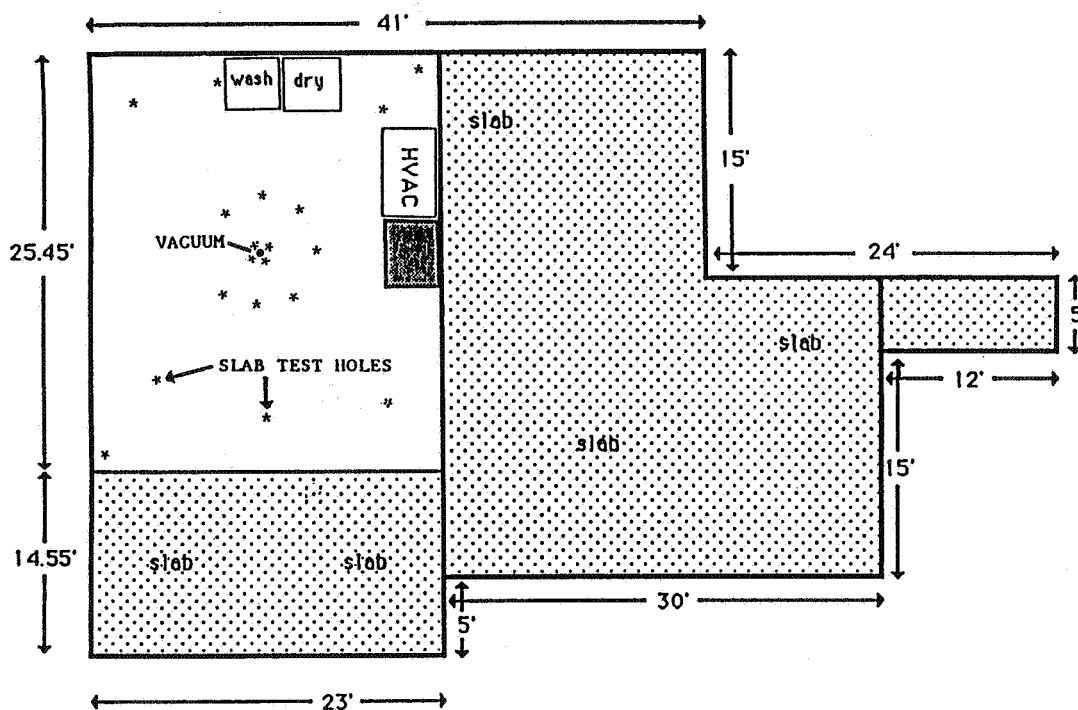 41'
wash dry
slab
HVAC
15'
VACUUM
25.45'
24'
5'
slab
SLAB TEST HOLES
12'
slab
15'
14.55'
slab slab
30'
5'
23'